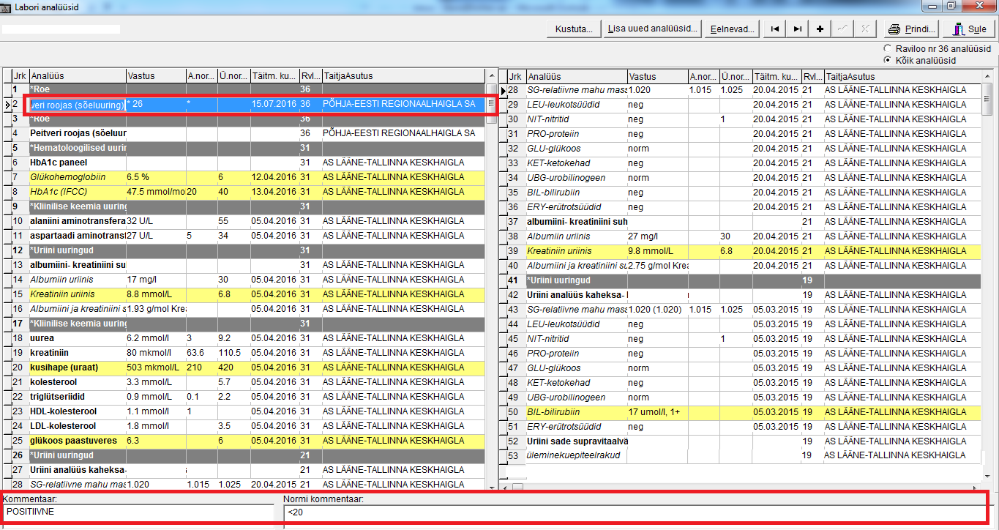 Labori analüüsid
Kustuta... Lisa uued analüüsid... Eelnevad... Prindi... Sule
Raviloo nr 36 analüüsid
Kõik analüüsid
Jrk Analüüs Vastus A.nor... Ü.nor... Täitm. ku... Rvl... TaitjaAsutus
1 *Roe 36
2 veri roojas (sõeluuring) * 26 * 15.07.2016 36 PÕHJA-EESTI REGIONAALHAIGLA SA
3 *Roe 36
4 Peitveri roojas (sõeluur 36 PÕHJA-EESTI REGIONAALHAIGLA SA
5 *Hematoloogilised uurin 31
6 HbA1c paneel 31 AS LÄÄNE-TALLINNA KESKHAIGLA
7 Glükohemoglobiin 6.5 % 6 12.04.2016 31 AS LÄÄNE-TALLINNA KESKHAIGLA
8 HbA1c (IFCC) 47.5 mmol/mo 20 40 13.04.2016 31 AS LÄÄNE-TALLINNA KESKHAIGLA
9 *Kliinilise keemia uuring 31
10 alaniini aminotransfera 32 U/L 55 05.04.2016 31 AS LÄÄNE-TALLINNA KESKHAIGLA
11 aspartaadi aminotrans 27 U/L 5 34 05.04.2016 31 AS LÄÄNE-TALLINNA KESKHAIGLA
12 *Uriini uuringud 31
13 albumiini- kreatiniini su 31 AS LÄÄNE-TALLINNA KESKHAIGLA
14 Albumiin uriinis 17 mg/l 30 05.04.2016 31 AS LÄÄNE-TALLINNA KESKHAIGLA
15 Kreatiniin uriinis 8.8 mmol/L 6.8 05.04.2016 31 AS LÄÄNE-TALLINNA KESKHAIGLA
16 Albumiini ja kreatiniini s 1.93 g/mol Krea 05.04.2016 31 AS LÄÄNE-TALLINNA KESKHAIGLA
17 *Kliinilise keemia uuring 31
18 uurea 6.2 mmol/l 3 9.2 05.04.2016 31 AS LÄÄNE-TALLINNA KESKHAIGLA
19 kreatiniin 80 mkmol/l 63.6 110.5 05.04.2016 31 AS LÄÄNE-TALLINNA KESKHAIGLA
20 kusihape (uraat) 503 mkmol/L 210 420 05.04.2016 31 AS LÄÄNE-TALLINNA KESKHAIGLA
21 kolesterool 3.3 mmol/L 5.7 05.04.2016 31 AS LÄÄNE-TALLINNA KESKHAIGLA
22 triglütseriidid 0.9 mmol/L 0.1 2.2 05.04.2016 31 AS LÄÄNE-TALLINNA KESKHAIGLA
23 HDL-kolesterool 1.1 mmol/l 1 05.04.2016 31 AS LÄÄNE-TALLINNA KESKHAIGLA
24 LDL-kolesterool 1.8 mmol/l 3.5 05.04.2016 31 AS LÄÄNE-TALLINNA KESKHAIGLA
25 glükoos paastuveres 6.3 6 05.04.2016 31 AS LÄÄNE-TALLINNA KESKHAIGLA
26 *Uriini uuringud 21
27 Uriini analüüs kaheksa- 21 AS LÄÄNE-TALLINNA KESKHAIGLA
28 SG-relatiivne mahu mas 1.020 1.015 1.025 20.04.2015 21 AS LÄÄNE-TALLINNA KESKHAIGLA
Jrk Analüüs Vastus A.nor... Ü.nor... Täitm. ku... Rvl... TaitjaAsutus
28 SG-relatiivne mahu mass 1.020 1.015 1.025 20.04.2015 21 AS LÄÄNE-TALLINNA KESKHAIGLA
29 LEU-leukotsüüdid neg 20.04.2015 21 AS LÄÄNE-TALLINNA KESKHAIGLA
30 NIT-nitritid neg 1 20.04.2015 21 AS LÄÄNE-TALLINNA KESKHAIGLA
31 PRO-proteiin neg 20.04.2015 21 AS LÄÄNE-TALLINNA KESKHAIGLA
32 GLU-glükoos norm 20.04.2015 21 AS LÄÄNE-TALLINNA KESKHAIGLA
33 KET-ketokehad neg 20.04.2015 21 AS LÄÄNE-TALLINNA KESKHAIGLA
34 UBG-urobilinogeen norm 20.04.2015 21 AS LÄÄNE-TALLINNA KESKHAIGLA
35 BIL-bilirubiin neg 20.04.2015 21 AS LÄÄNE-TALLINNA KESKHAIGLA
36 ERY-erütrotsüüdid neg 20.04.2015 21 AS LÄÄNE-TALLINNA KESKHAIGLA
37 albumiini- kreatiniini suh 21 AS LÄÄNE-TALLINNA KESKHAIGLA
38 Albumiin uriinis 27 mg/l 30 20.04.2015 21 AS LÄÄNE-TALLINNA KESKHAIGLA
39 Kreatiniin uriinis 9.8 mmol/L 6.8 20.04.2015 21 AS LÄÄNE-TALLINNA KESKHAIGLA
40 Albumiini ja kreatiniini su 2.75 g/mol Krea 20.04.2015 21 AS LÄÄNE-TALLINNA KESKHAIGLA
41 *Uriini uuringud 19
42 Uriini analüüs kaheksa- 19 AS LÄÄNE-TALLINNA KESKHAIGLA
43 SG-relatiivne mahu mass 1.020 (1.020) 1.015 1.025 05.03.2015 19 AS LÄÄNE-TALLINNA KESKHAIGLA
44 LEU-leukotsüüdid neg 05.03.2015 19 AS LÄÄNE-TALLINNA KESKHAIGLA
45 NIT-nitritid neg 1 05.03.2015 19 AS LÄÄNE-TALLINNA KESKHAIGLA
46 PRO-proteiin neg 05.03.2015 19 AS LÄÄNE-TALLINNA KESKHAIGLA
47 GLU-glükoos norm 05.03.2015 19 AS LÄÄNE-TALLINNA KESKHAIGLA
48 KET-ketokehad neg 05.03.2015 19 AS LÄÄNE-TALLINNA KESKHAIGLA
49 UBG-urobilinogeen norm 05.03.2015 19 AS LÄÄNE-TALLINNA KESKHAIGLA
50 BIL-bilirubiin 17 umol/l, 1+ 05.03.2015 19 AS LÄÄNE-TALLINNA KESKHAIGLA
51 ERY-erütrotsüüdid neg 05.03.2015 19 AS LÄÄNE-TALLINNA KESKHAIGLA
52 Uriini sade supravitaalvä 19 AS LÄÄNE-TALLINNA KESKHAIGLA
53 üleminekuepiteelrakud 19 AS LÄÄNE-TALLINNA KESKHAIGLA
Kommentaar: Normi kommentaar:
POSITIIVNE <20